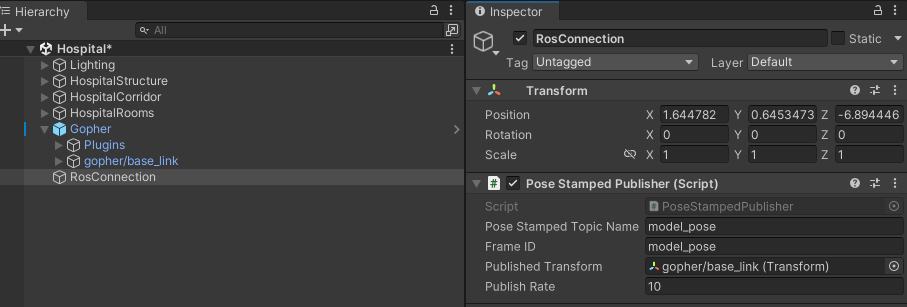 Hierarchy
All
Hospital*
Lighting
HospitalStructure
HospitalCorridor
HospitalRooms
Gopher
Plugins
gopher/base_link
RosConnection
Inspector
RosConnection
Static
Tag Untagged Layer Default
Transform
Position X 1.644782 Y 0.6453473 Z -6.894446
Rotation X 0 Y 0 Z 0
Scale X 1 Y 1 Z 1
# Pose Stamped Publisher (Script)
Script # PoseStampedPublisher
Pose Stamped Topic Name model_pose
Frame ID model_pose
Published Transform gopher/base_link (Transform)
Publish Rate 10